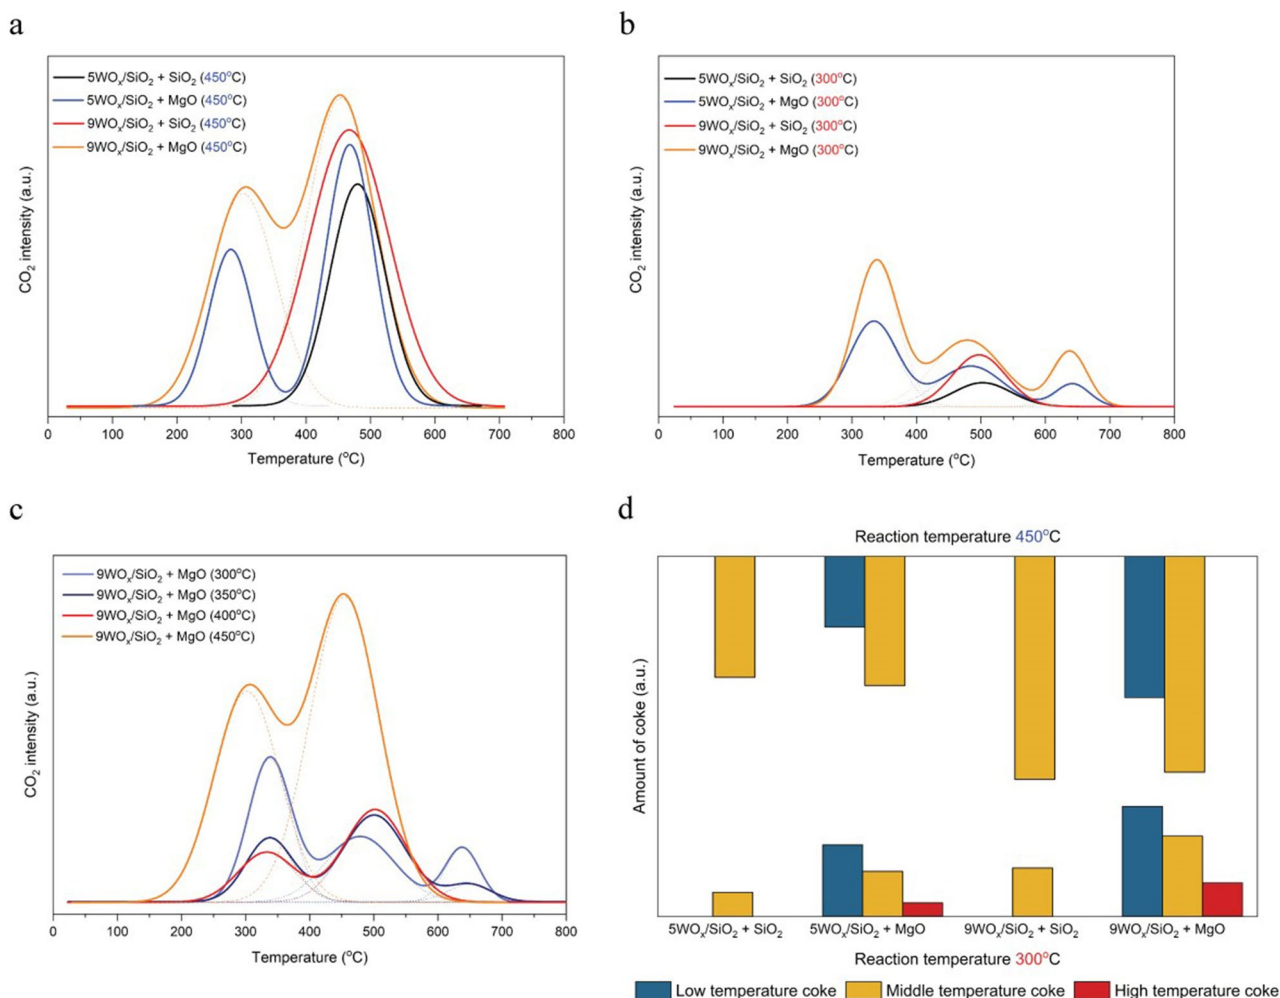 a
5WOx/SiO2 + SiO2 (450°C)
5WOx/SiO2 + MgO (450°C)
9WOx/SiO2 + SiO2 (450°C)
9WOx/SiO2 + MgO (450°C)
CO2 intensity (a.u.)
0 100 200 300 400 500 600 700 800
Temperature (°C)
b
5WOx/SiO2 + SiO2 (300°C)
5WOx/SiO2 + MgO (300°C)
9WOx/SiO2 + SiO2 (300°C)
9WOx/SiO2 + MgO (300°C)
CO2 intensity (a.u.)
0 100 200 300 400 500 600 700 800
Temperature (°C)
c
9WOx/SiO2 + MgO (300°C)
9WOx/SiO2 + MgO (350°C)
9WOx/SiO2 + MgO (400°C)
9WOx/SiO2 + MgO (450°C)
CO2 intensity (a.u.)
0 100 200 300 400 500 600 700 800
Temperature (°C)
d
Reaction temperature 450°C
Amount of coke (a.u.)
5WOx/SiO2 + SiO2 5WOx/SiO2 + MgO 9WOx/SiO2 + SiO2 9WOx/SiO2 + MgO
Reaction temperature 300°C
Low temperature coke Middle temperature coke High temperature coke